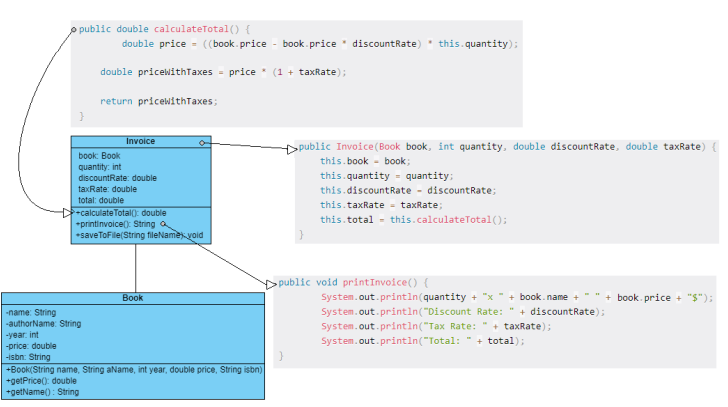 public double calculateTotal() {
double price = ((book.price - book.price * discountRate) * this.quantity);
double priceWithTaxes = price * (1 + taxRate);
return priceWithTaxes;
}
Invoice
book: Book
quantity: int
discountRate: double
taxRate: double
total: double
+calculateTotal(): double
+printInvoice(): String
+saveToFile(String fileName): void
public Invoice(Book book, int quantity, double discountRate, double taxRate) {
this.book = book;
this.quantity = quantity;
this.discountRate = discountRate;
this.taxRate = taxRate;
this.total = this.calculateTotal();
}
Book
-name: String
-authorName: String
-year: int
-price: double
-isbn: String
+Book(String name, String aName, int year, double price, String isbn)
+getPrice(): double
+getName() : String
public void printInvoice() {
System.out.println(quantity + "x " + book.name + " " + book.price + "$");
System.out.println("Discount Rate: " + discountRate);
System.out.println("Tax Rate: " + taxRate);
System.out.println("Total: " + total);
}